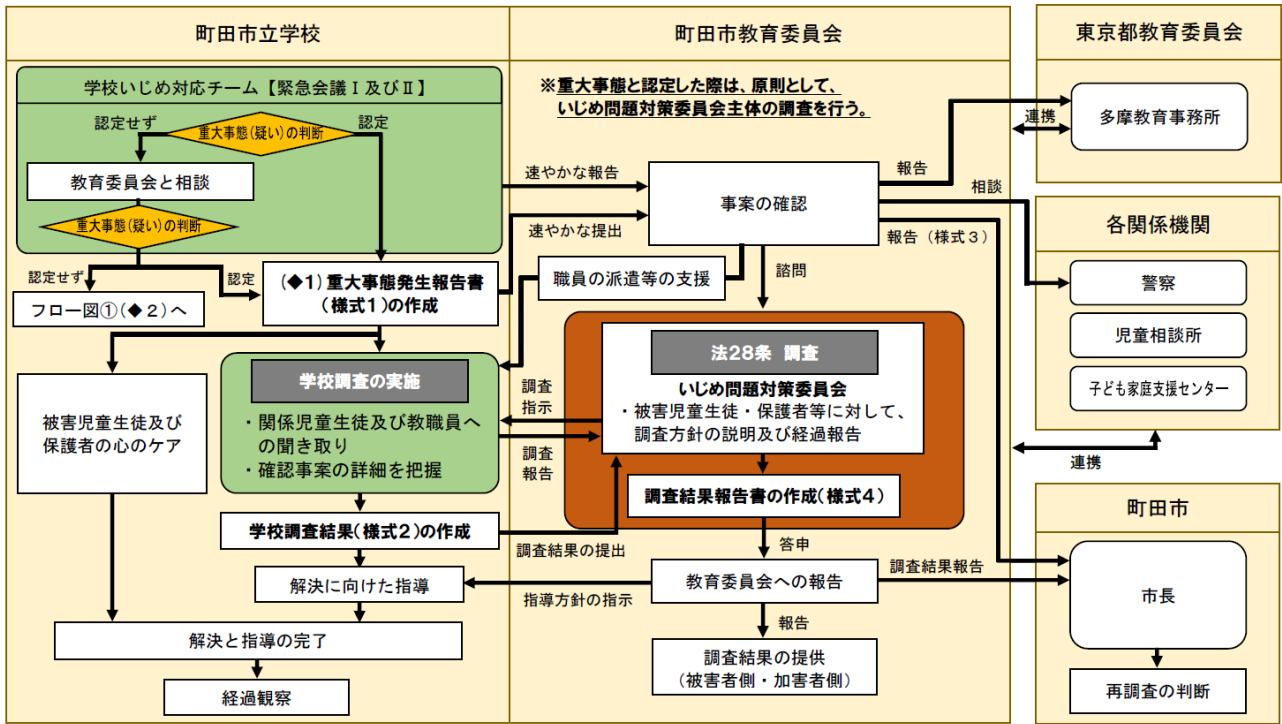 町田市立学校
町田市教育委員会
東京都教育委員会
学校いじめ対応チーム【緊急会議Ⅰ及びⅡ】
認定せず
重大事態(疑い)の判断
認定
教育委員会と相談
重大事態(疑い)の判断
認定せず
認定
フロー図①(◆2)へ
(◆1)重大事態発生報告書
(様式1)の作成
※重大事態と認定した際は、原則として、
いじめ問題対策委員会主体の調査を行う。
速やかな報告
速やかな提出
事案の確認
報告
相談
報告(様式3)
連携
多摩教育事務所
職員の派遣等の支援
諮問
各関係機関
警察
児童相談所
子ども家庭支援センター
連携
被害児童生徒及び
保護者の心のケア
学校調査の実施
・関係児童生徒及び教職員へ
の聞き取り
・確認事案の詳細を把握
調査
指示
調査
報告
法28条 調査
いじめ問題対策委員会
・被害児童生徒・保護者等に対して、
調査方針の説明及び経過報告
調査結果報告書の作成(様式4)
学校調査結果(様式2)の作成
調査結果の提出
答申
解決に向けた指導
指導方針の指示
教育委員会への報告
調査結果報告
町田市
市長
再調査の判断
報告
解決と指導の完了
調査結果の提供
(被害者側・加害者側)
経過観察